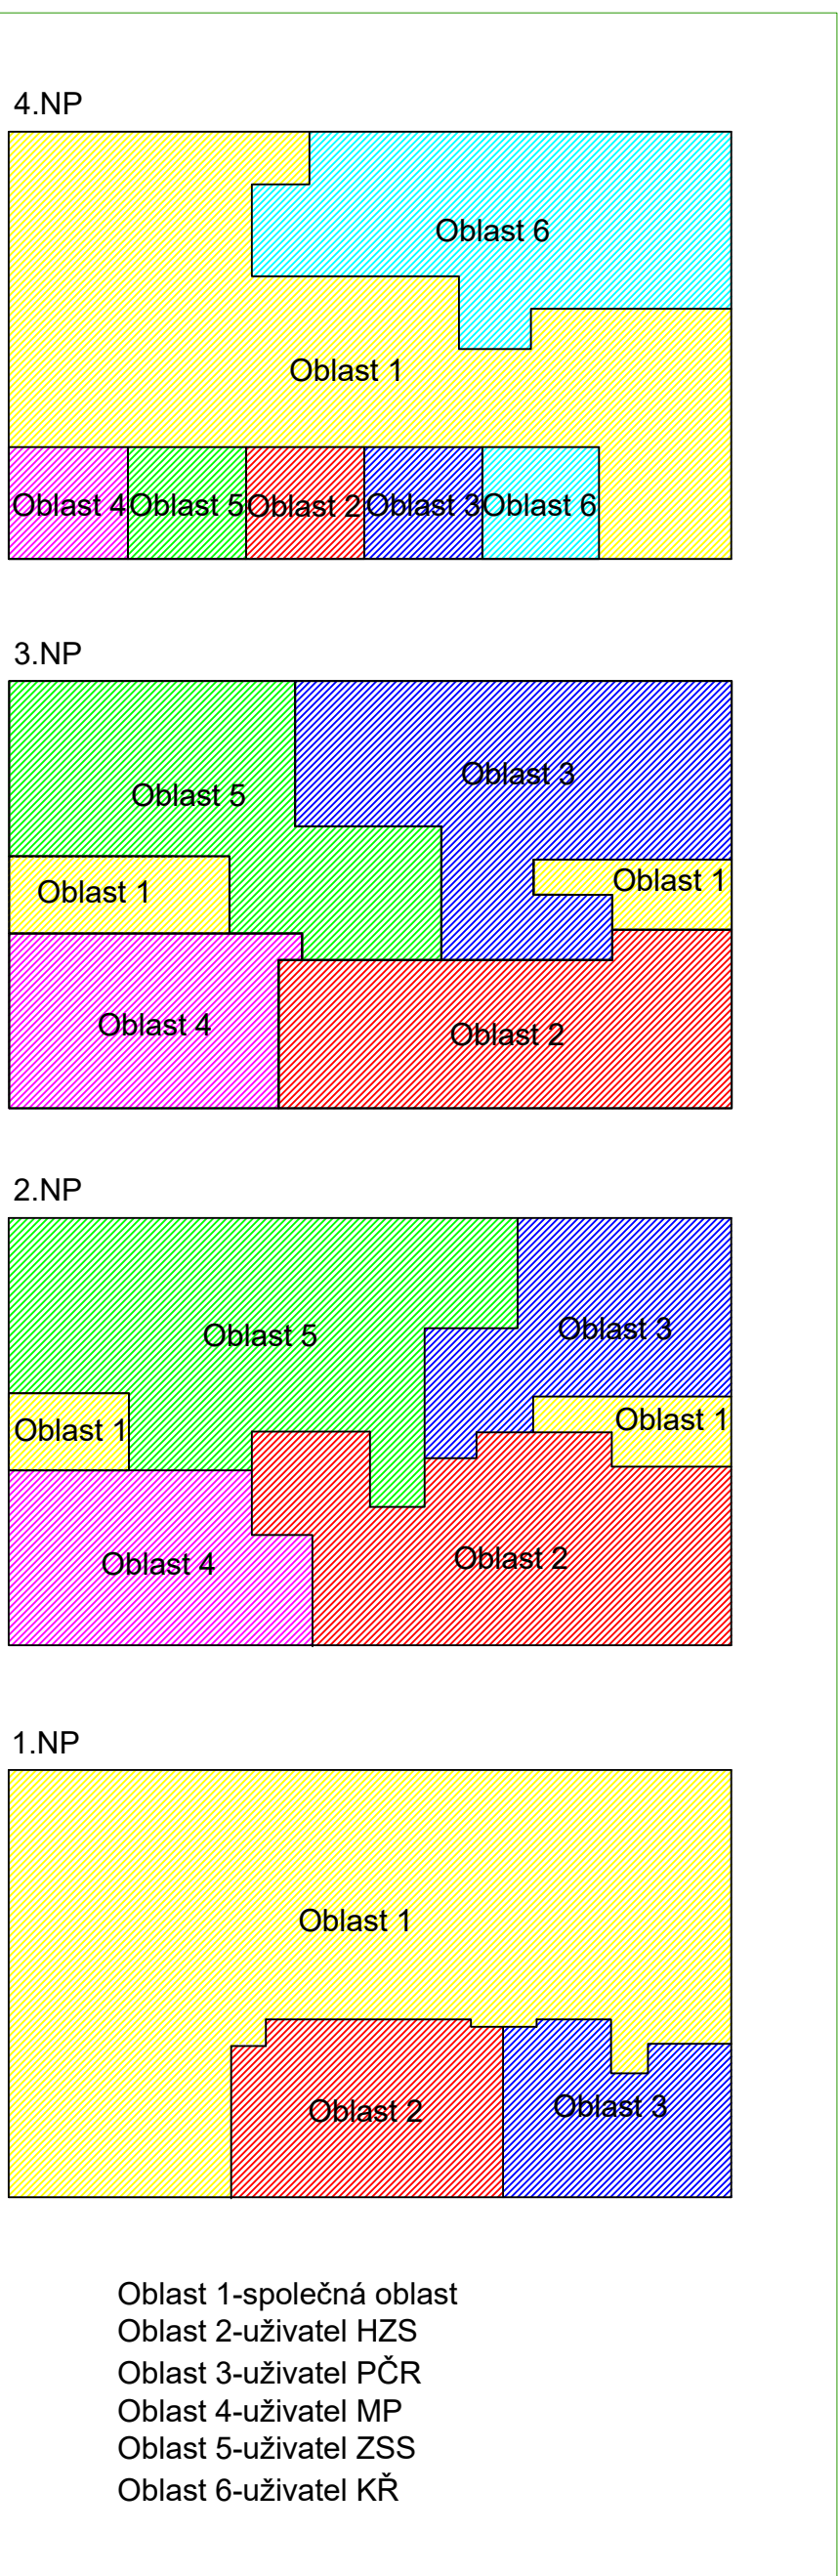 4.NP
Oblast 6
Oblast 1
Oblast 4 Oblast 5 Oblast 2 Oblast 3 Oblast 6
3.NP
Oblast 3
Oblast 5
Oblast 1
Oblast 1
Oblast 4
Oblast 2
2.NP
Oblast 3
Oblast 5
Oblast 1
Oblast 1
Oblast 2
Oblast 4
1.NP
Oblast 1
Oblast 2 Oblast 3
Oblast 1-společná oblast
Oblast 2-uživatel HZS
Oblast 3-uživatel PČR
Oblast 4-uživatel MP
Oblast 5-uživatel ZSS
Oblast 6-uživatel KŘ